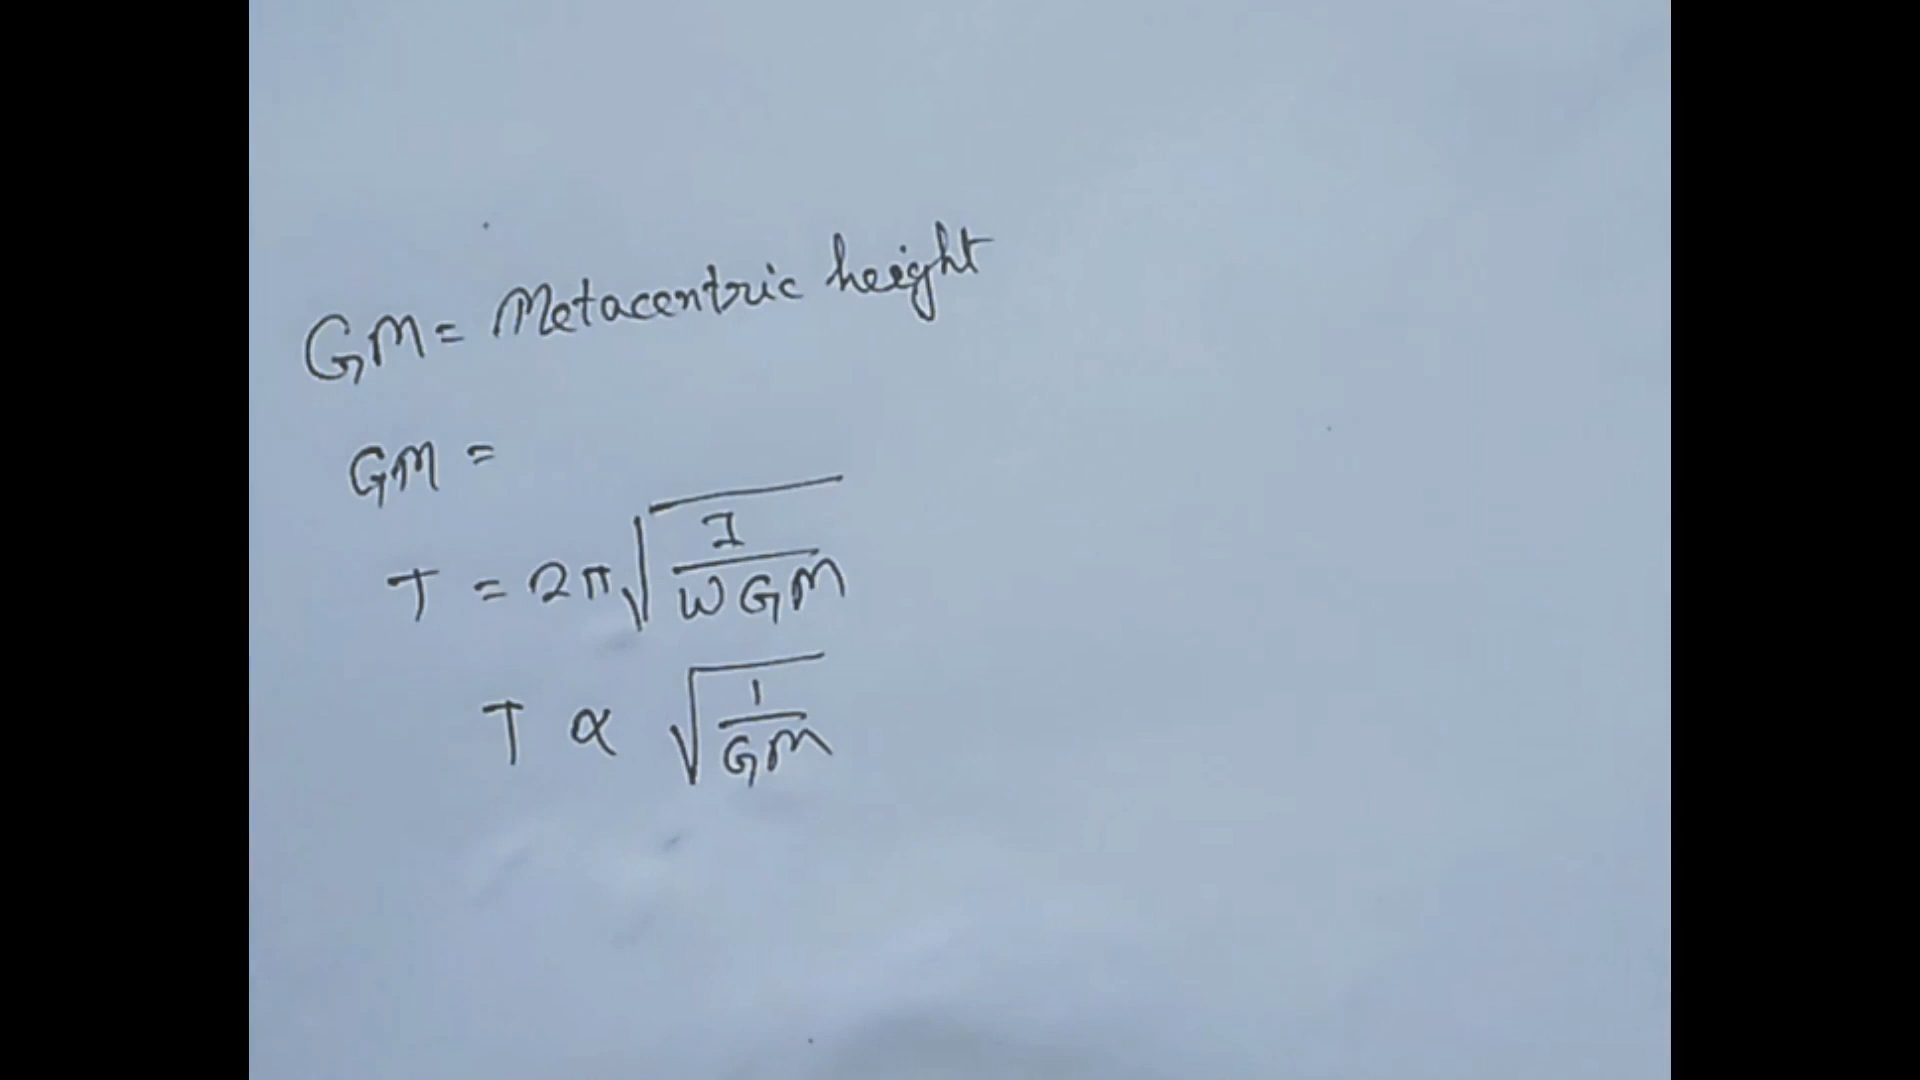 GM = Metacentric height
GM =
T = 2π√(I/WGM)
T ∝ √(1/GM)